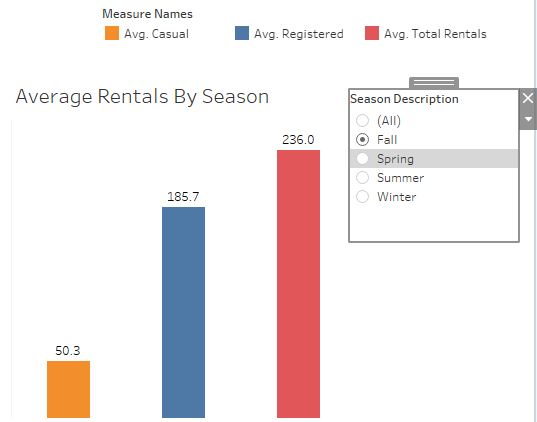 Measure Names
Avg. Casual
Avg. Registered
Avg. Total Rentals
Average Rentals By Season
Season Description
(All)
Fall
Spring
Summer
Winter
236.0
185.7
50.3